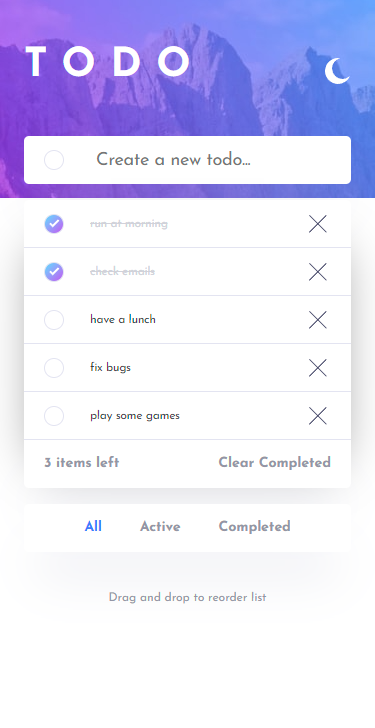 TODO
Create a new todo...
run at morning
check emails
have a lunch
fix bugs
play some games
3 items left Clear Completed
All Active Completed
Drag and drop to reorder list